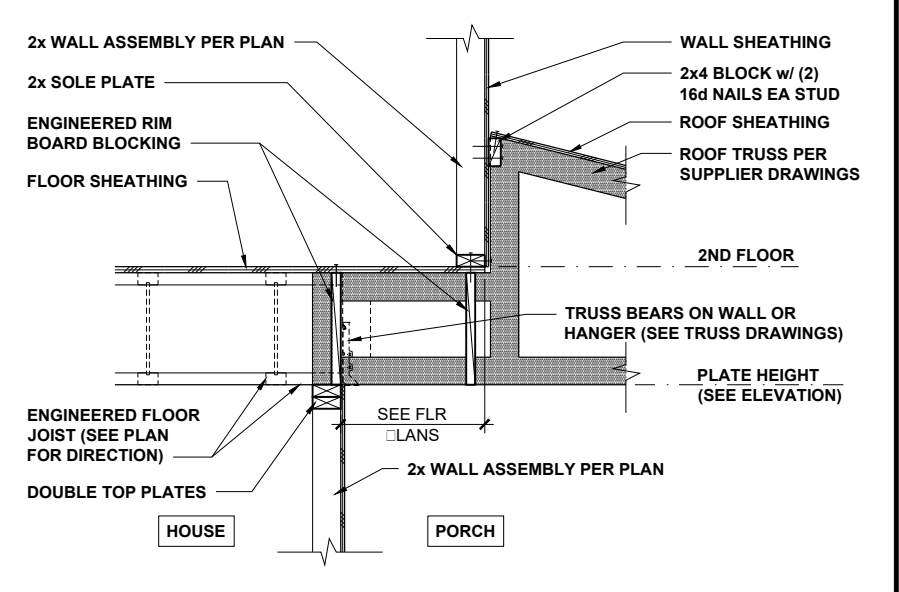 2x WALL ASSEMBLY PER PLAN
2x SOLE PLATE
ENGINEERED RIM
BOARD BLOCKING
FLOOR SHEATHING
WALL SHEATHING
2x4 BLOCK w/ (2)
16d NAILS EA STUD
ROOF SHEATHING
ROOF TRUSS PER
SUPPLIER DRAWINGS
2ND FLOOR
TRUSS BEARS ON WALL OR
HANGER (SEE TRUSS DRAWINGS)
PLATE HEIGHT
(SEE ELEVATION)
SEE FLR
□LANS
ENGINEERED FLOOR
JOIST (SEE PLAN
FOR DIRECTION)
DOUBLE TOP PLATES
2x WALL ASSEMBLY PER PLAN
HOUSE
PORCH